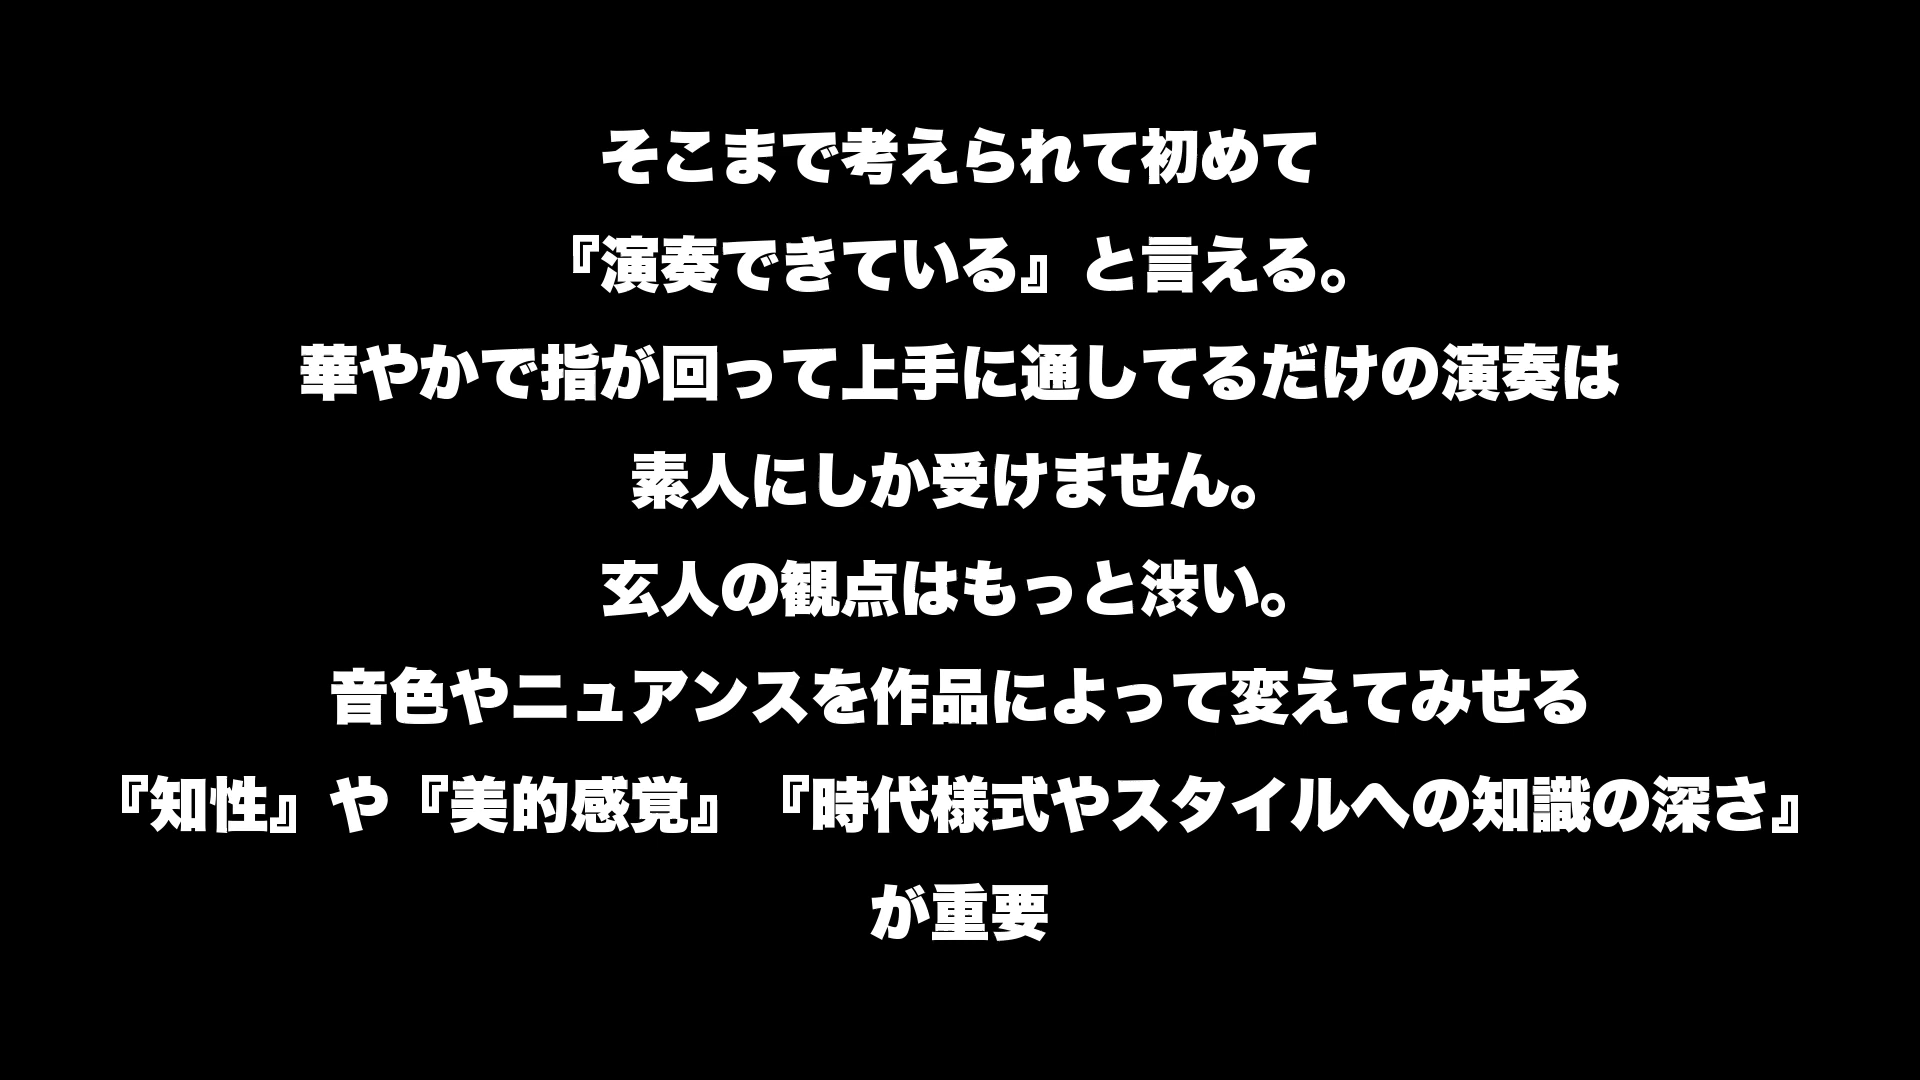 そこまで考えられて初めて
『演奏できている』と言える。
華やかで指が回って上手に通してるだけの演奏は
素人にしか受けません。
玄人の観点はもっと渋い。
音色やニュアンスを作品によって変えてみせる
『知性』や『美的感覚』『時代様式やスタイルへの知識の深さ』
が重要